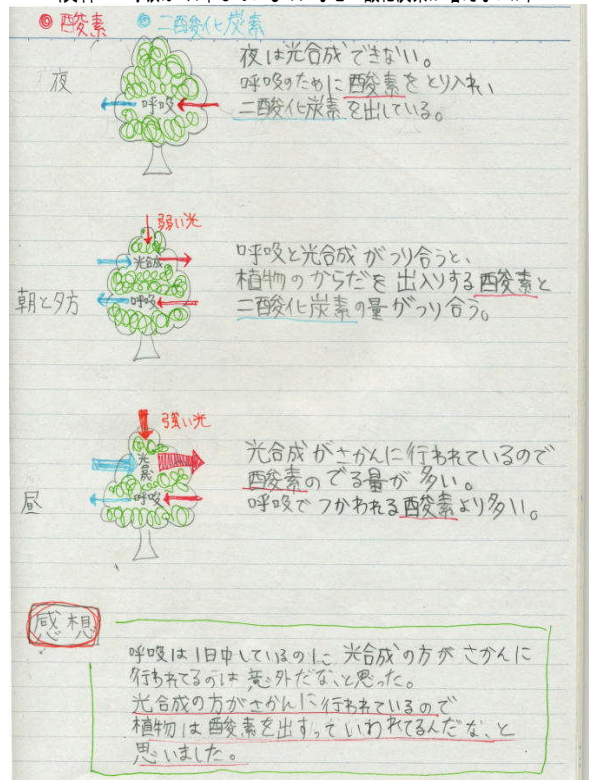 ◎酸素 ◎二酸化炭素
夜
呼吸
夜は光合成できない。
呼吸のために酸素をとり入れ、
二酸化炭素を出している。
朝と夕方
弱い光
光合成
呼吸
呼吸と光合成がつり合うと、
植物のからだを出入りする酸素と
二酸化炭素の量がつり合う。
昼
強い光
光合成
呼吸
光合成がさかんに行われているので
酸素のでる量が多い。
呼吸でつかわれる酸素より多い。
感想
呼吸は1日中しているのに光合成の方がさかんに
行われてるのは意外だな、と思った。
光合成の方がさかんに行われているので
植物は酸素を出すっていわれてるんだな、と
思いました。